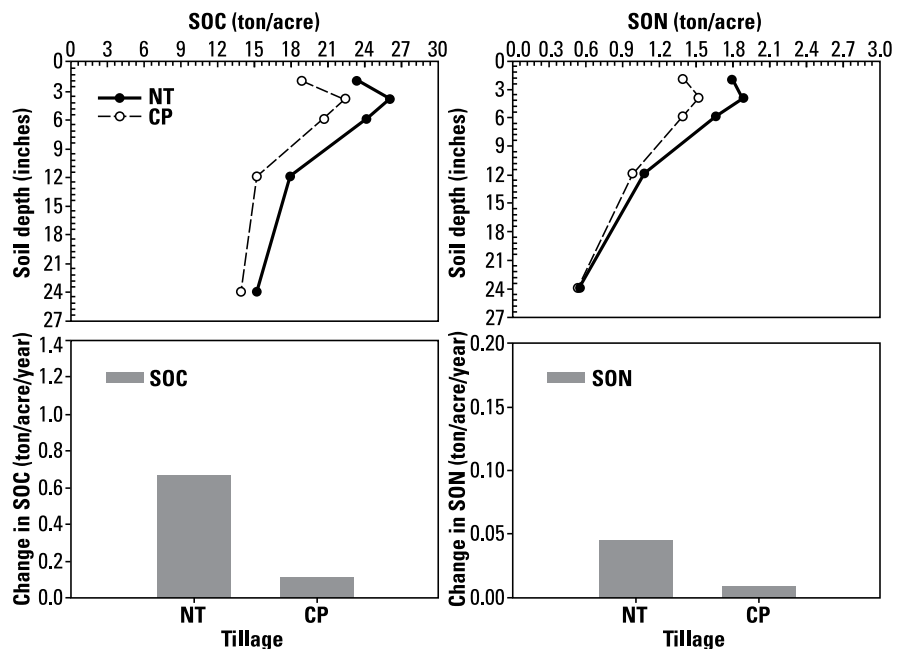 SOC (ton/acre)
0 3 6 9 12 15 18 21 24 27 30
Soil depth (inches)
0
3
6
9
12
15
18
21
24
27
NT
CP
SON (ton/acre)
0.0 0.3 0.6 0.9 1.2 1.5 1.8 2.1 2.4 2.7 3.0
Soil depth (inches)
0
3
6
9
12
15
18
21
24
27
Change in SOC (ton/acre/year)
1.4
1.2
1.0
0.8
0.6
0.4
0.2
0.0
SOC
NT CP
Tillage
Change in SON (ton/acre/year)
0.20
0.15
0.10
0.05
0.00
SON
NT CP
Tillage